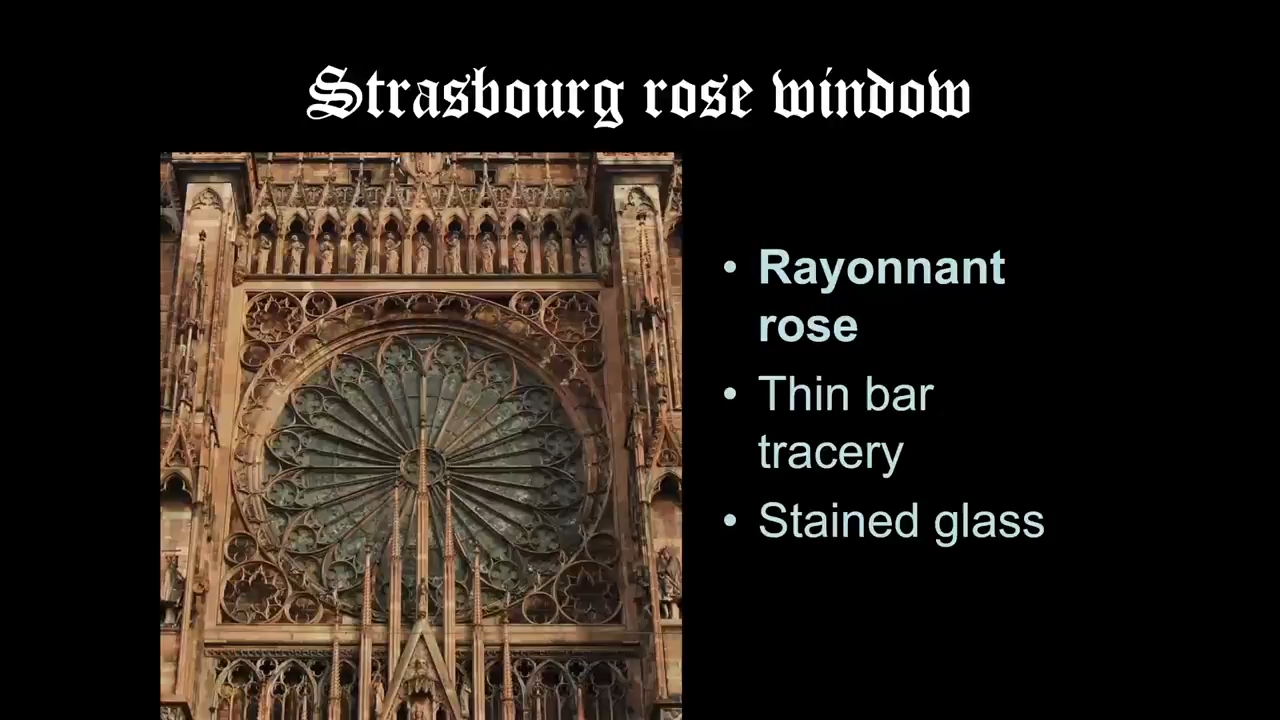 Strasbourg rose window
• Rayonnant
rose
• Thin bar
tracery
• Stained glass